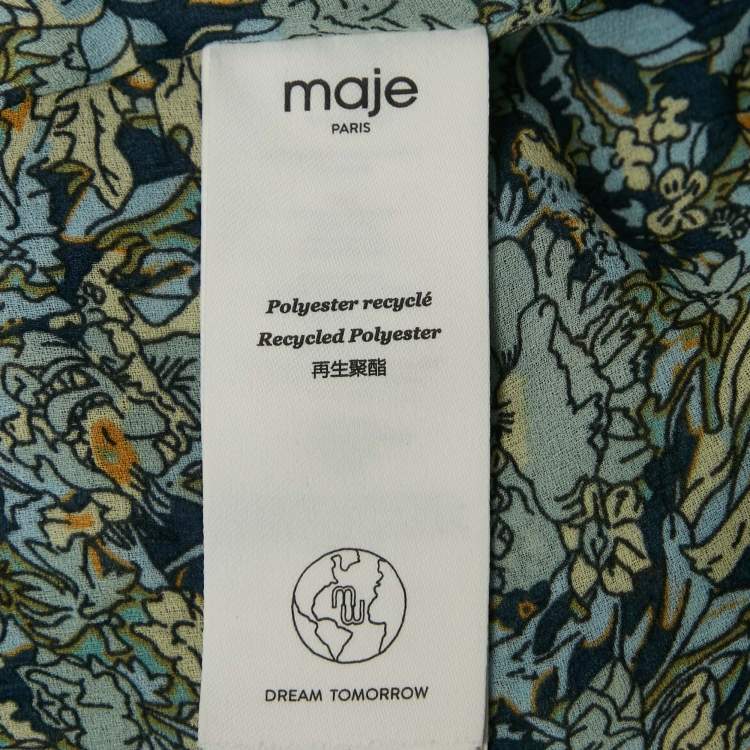 maje
PARIS
Polyester recyclé
Recycled Polyester
再生聚酯
DREAM TOMORROW